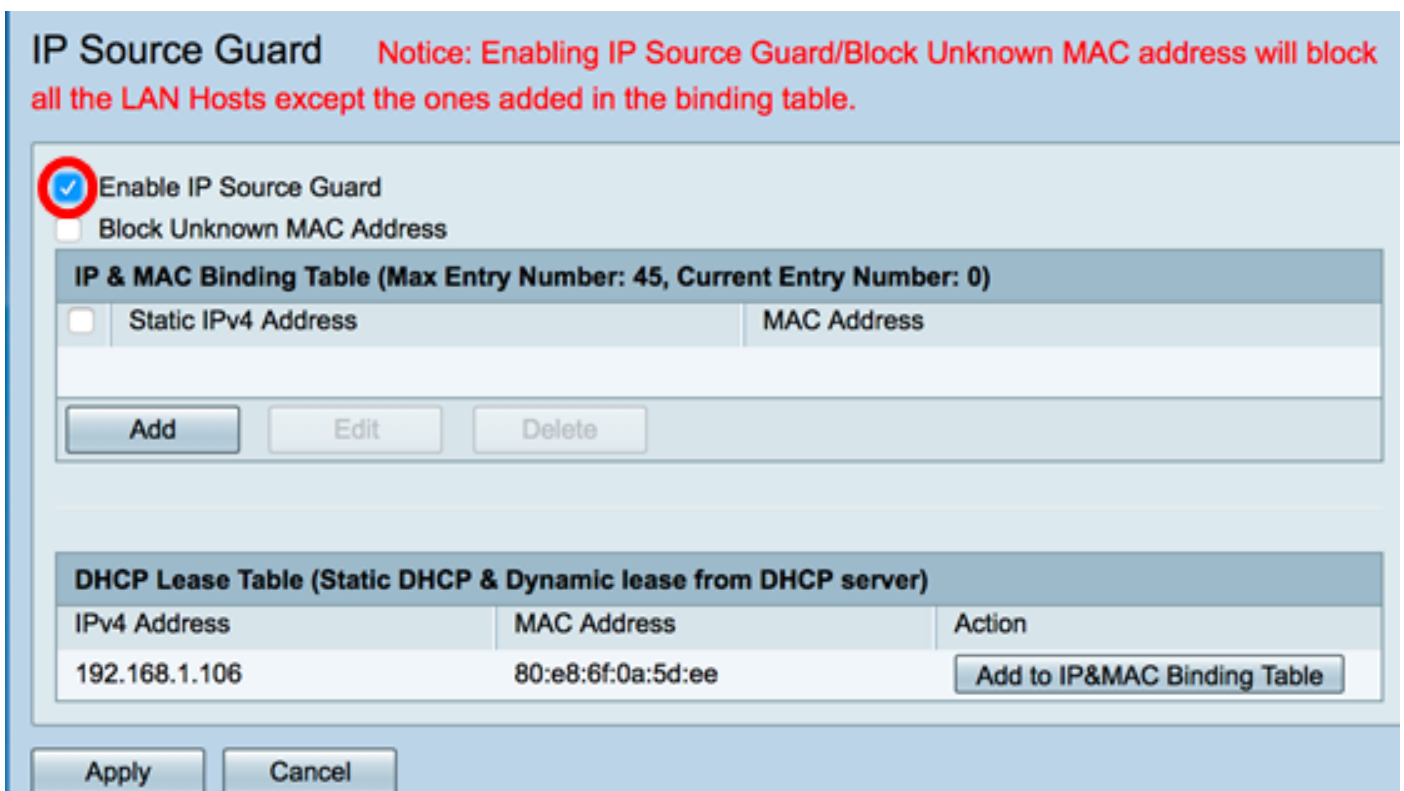 IP Source Guard Notice: Enabling IP Source Guard/Block Unknown MAC address will block
all the LAN Hosts except the ones added in the binding table.
Enable IP Source Guard
Block Unknown MAC Address
IP & MAC Binding Table (Max Entry Number: 45, Current Entry Number: 0)
Static IPv4 Address MAC Address
Add Edit Delete
DHCP Lease Table (Static DHCP & Dynamic lease from DHCP server)
IPv4 Address MAC Address Action
192.168.1.106 80:e8:6f:0a:5d:ee Add to IP&MAC Binding Table
Apply Cancel